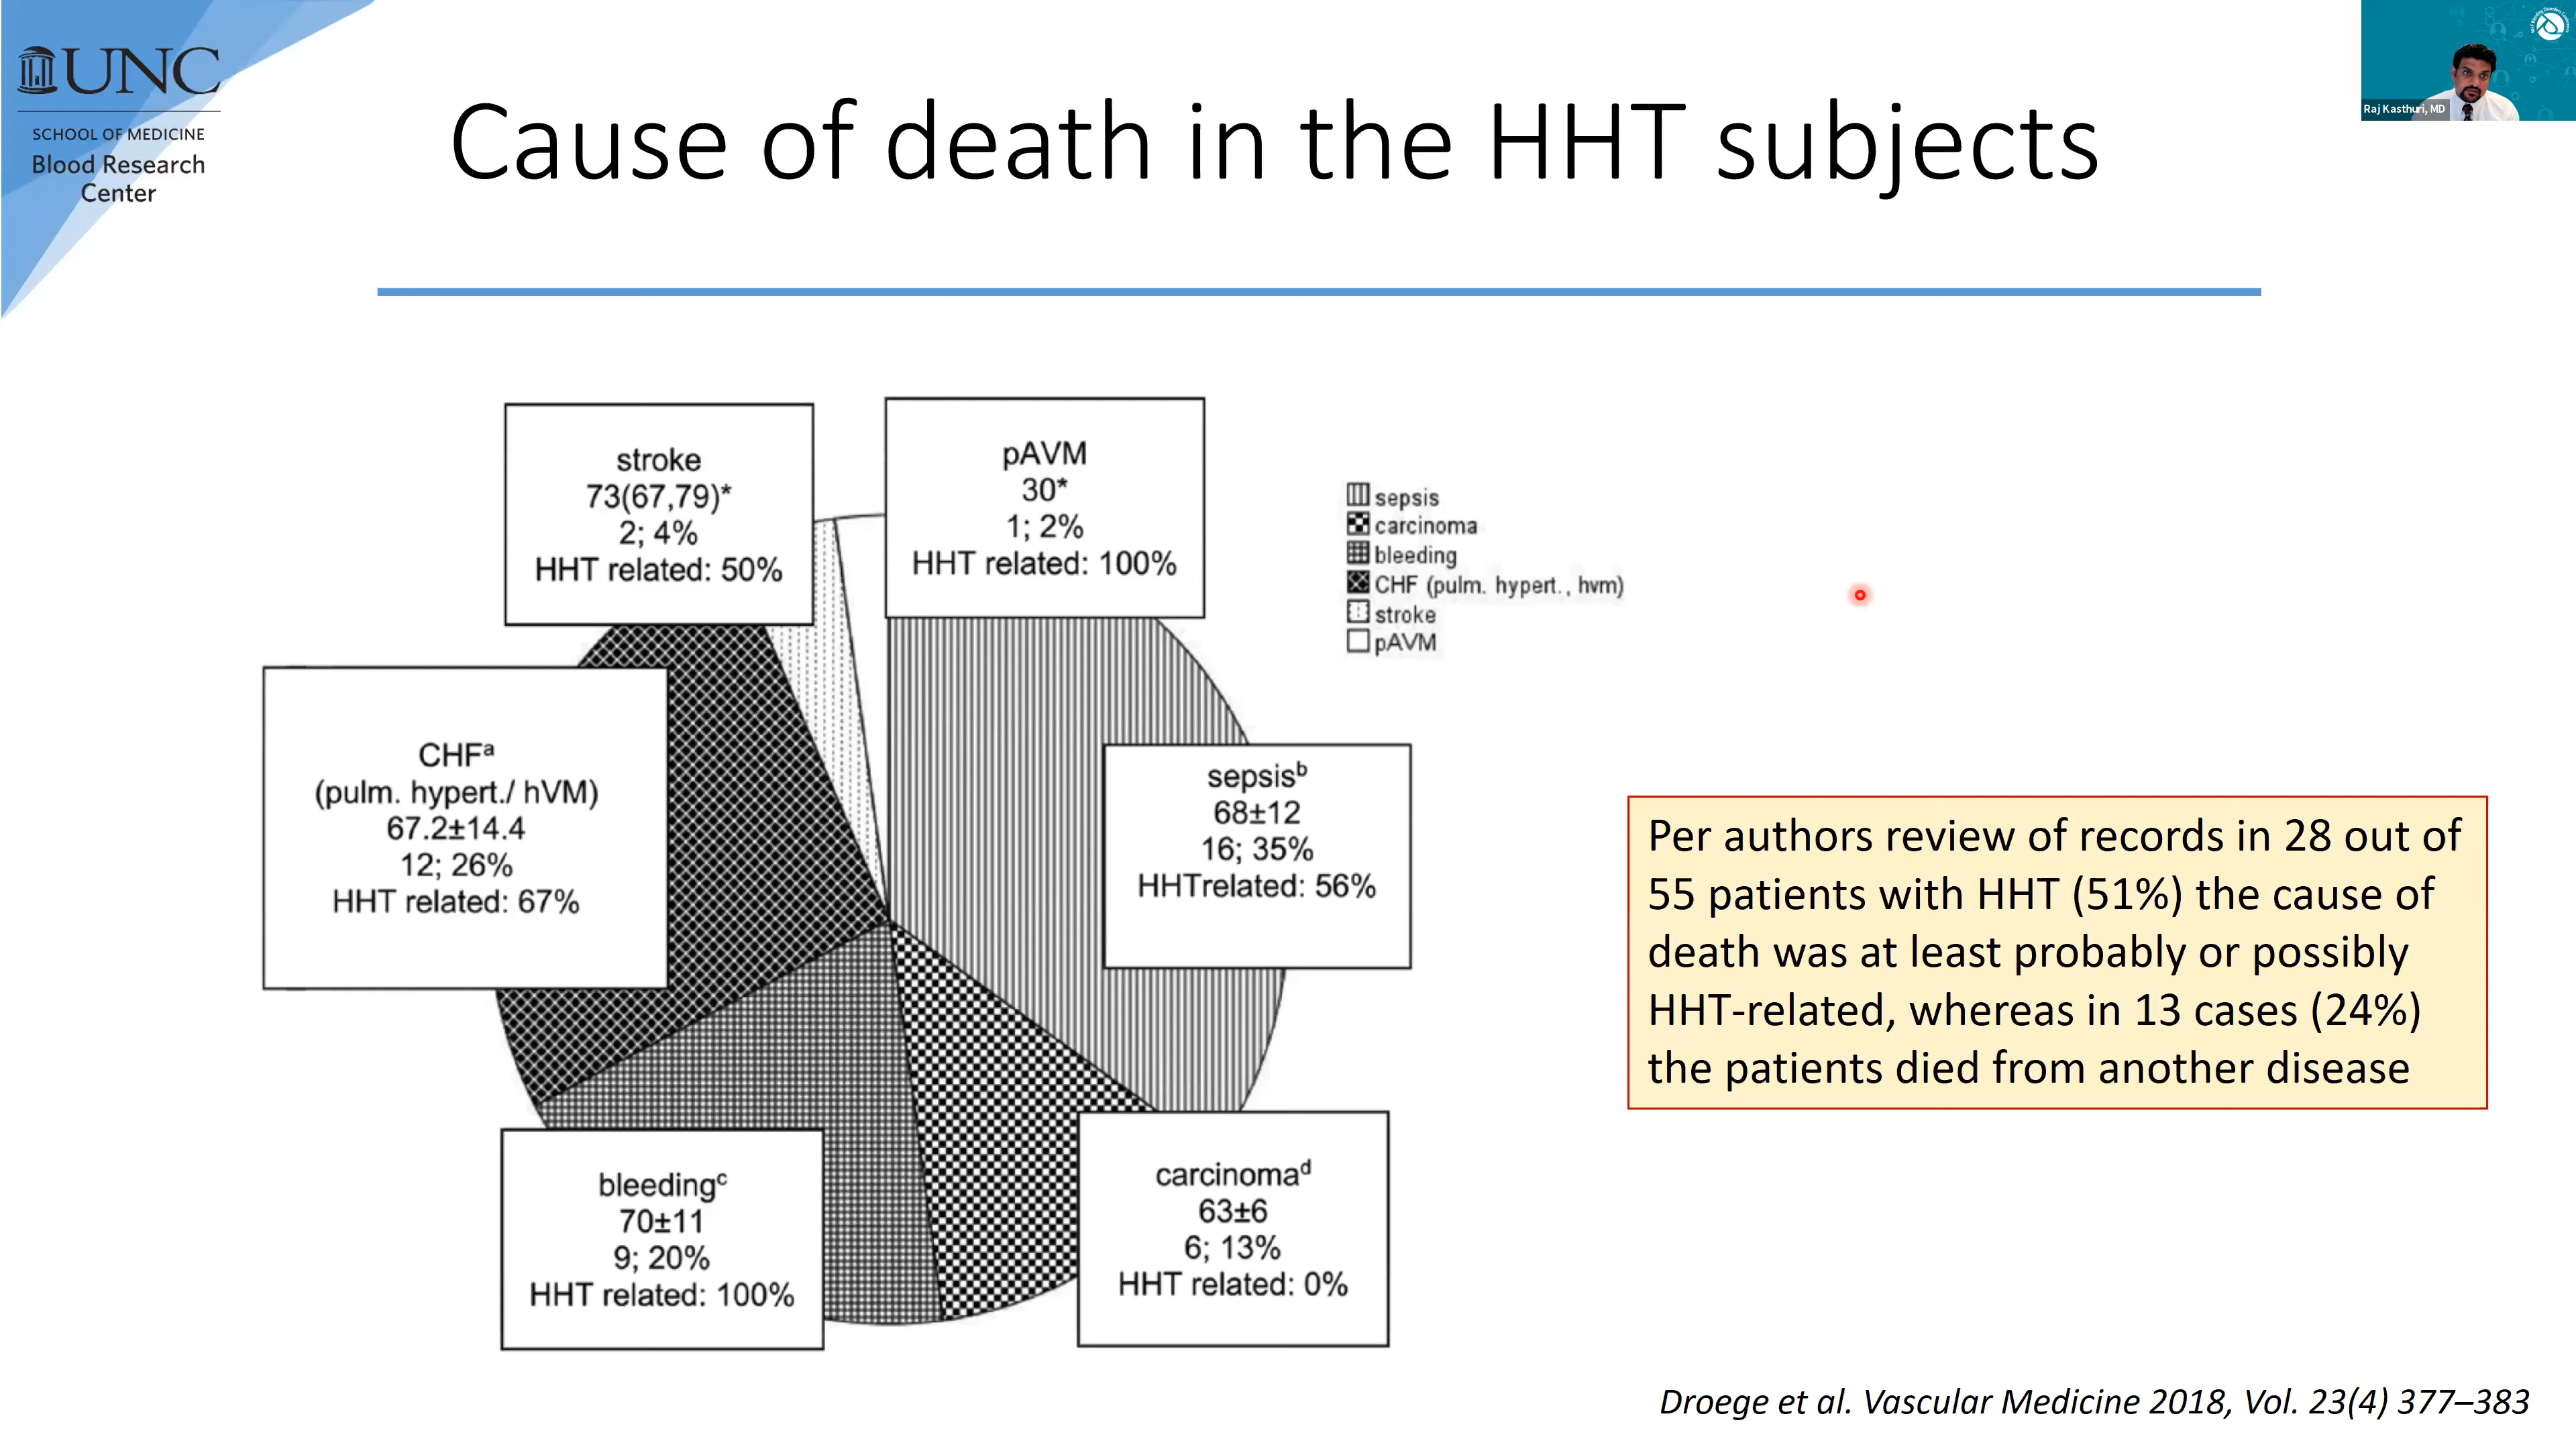 UNC
SCHOOL OF MEDICINE
Blood Research
Center
Raj Kasthuri, MD
Cause of death in the HHT subjects
stroke
73(67,79)*
2; 4%
HHT related: 50%
pAVM
30*
1; 2%
HHT related: 100%
sepsis
carcinoma
bleeding
CHF (pulm. hypert., hvm)
stroke
pAVM
CHFᵃ
(pulm. hypert./ hVM)
67.2±14.4
12; 26%
HHT related: 67%
sepsisᵇ
68±12
16; 35%
HHTrelated: 56%
bleedingᶜ
70±11
9; 20%
HHT related: 100%
carcinomaᵈ
63±6
6; 13%
HHT related: 0%
Per authors review of records in 28 out of
55 patients with HHT (51%) the cause of
death was at least probably or possibly
HHT-related, whereas in 13 cases (24%)
the patients died from another disease
Droege et al. Vascular Medicine 2018, Vol. 23(4) 377–383